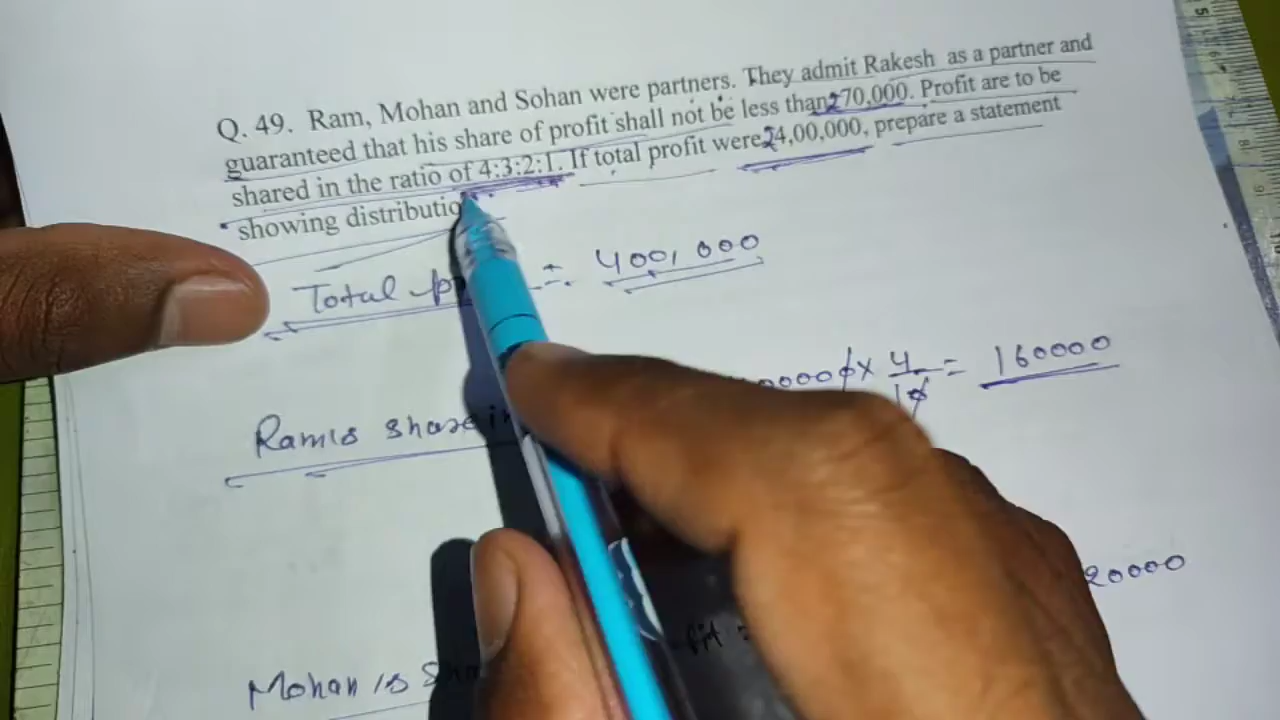 Q. 49. Ram, Mohan and Sohan were partners. They admit Rakesh as a partner and
guaranteed that his share of profit shall not be less than ₹70,000. Profit are to be
shared in the ratio of 4:3:2:1. If total profit were ₹4,00,000, prepare a statement
showing
Total = 400,000
0000 × 4/10 = 160000
Ram's share in
20000
Mohan's